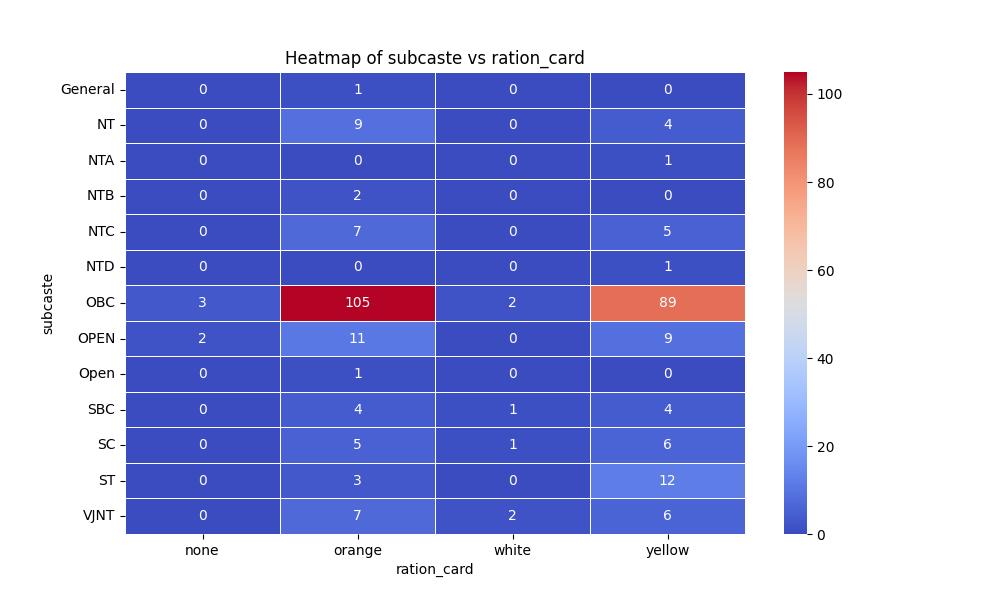 Heatmap of subcaste vs ration_card
General 0 1 0 0
NT 0 9 0 4
NTA 0 0 0 1
NTB 0 2 0 0
NTC 0 7 0 5
NTD 0 0 0 1
OBC 3 105 2 89
OPEN 2 11 0 9
Open 0 1 0 0
SBC 0 4 1 4
SC 0 5 1 6
ST 0 3 0 12
VJNT 0 7 2 6
none orange white yellow
ration_card
subcaste
100
80
60
40
20
0